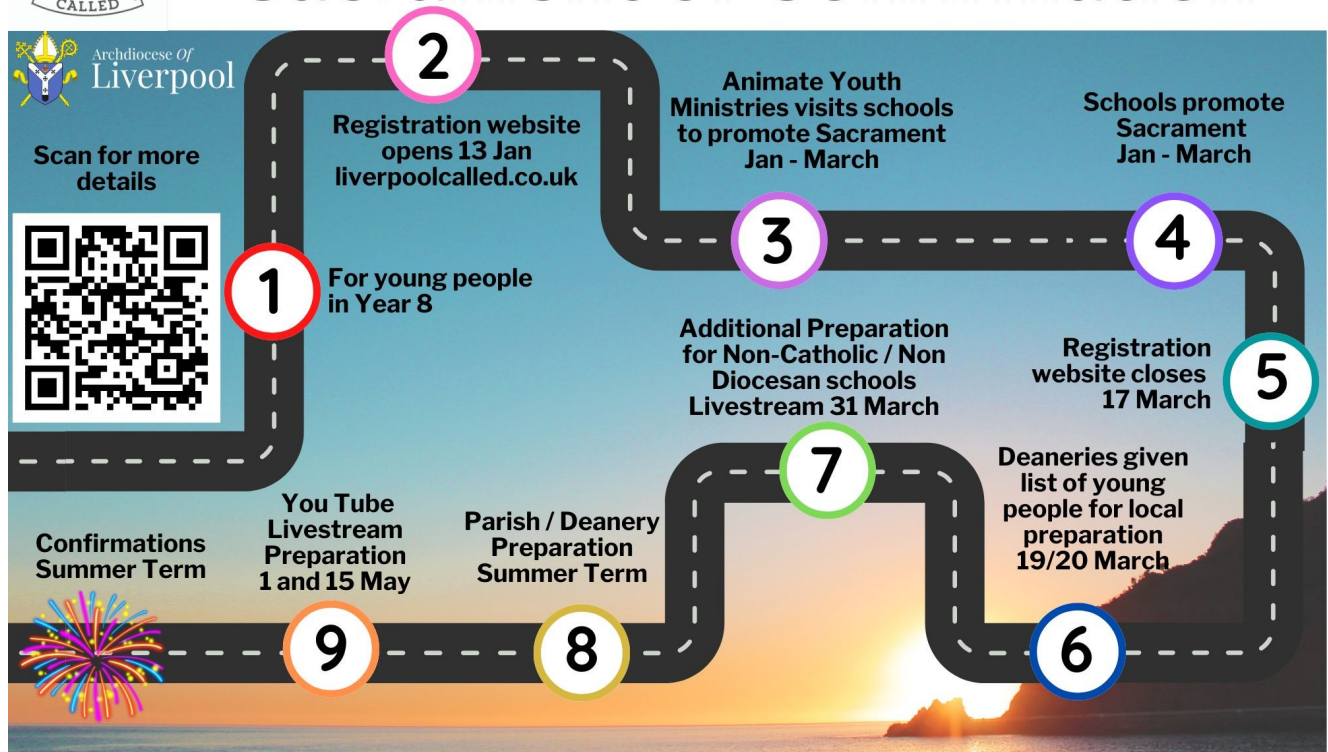 CALLED
Archdiocese Of
Liverpool
Scan for more
details
1
For young people
in Year 8
2
Registration website
opens 13 Jan
liverpoolcalled.co.uk
3
Animate Youth
Ministries visits schools
to promote Sacrament
Jan - March
4
Schools promote
Sacrament
Jan - March
5
Registration
website closes
17 March
6
Deaneries given
list of young
people for local
preparation
19/20 March
7
Additional Preparation
for Non-Catholic / Non
Diocesan schools
Livestream 31 March
8
Parish / Deanery
Preparation
Summer Term
9
You Tube
Livestream
Preparation
1 and 15 May
Confirmations
Summer Term